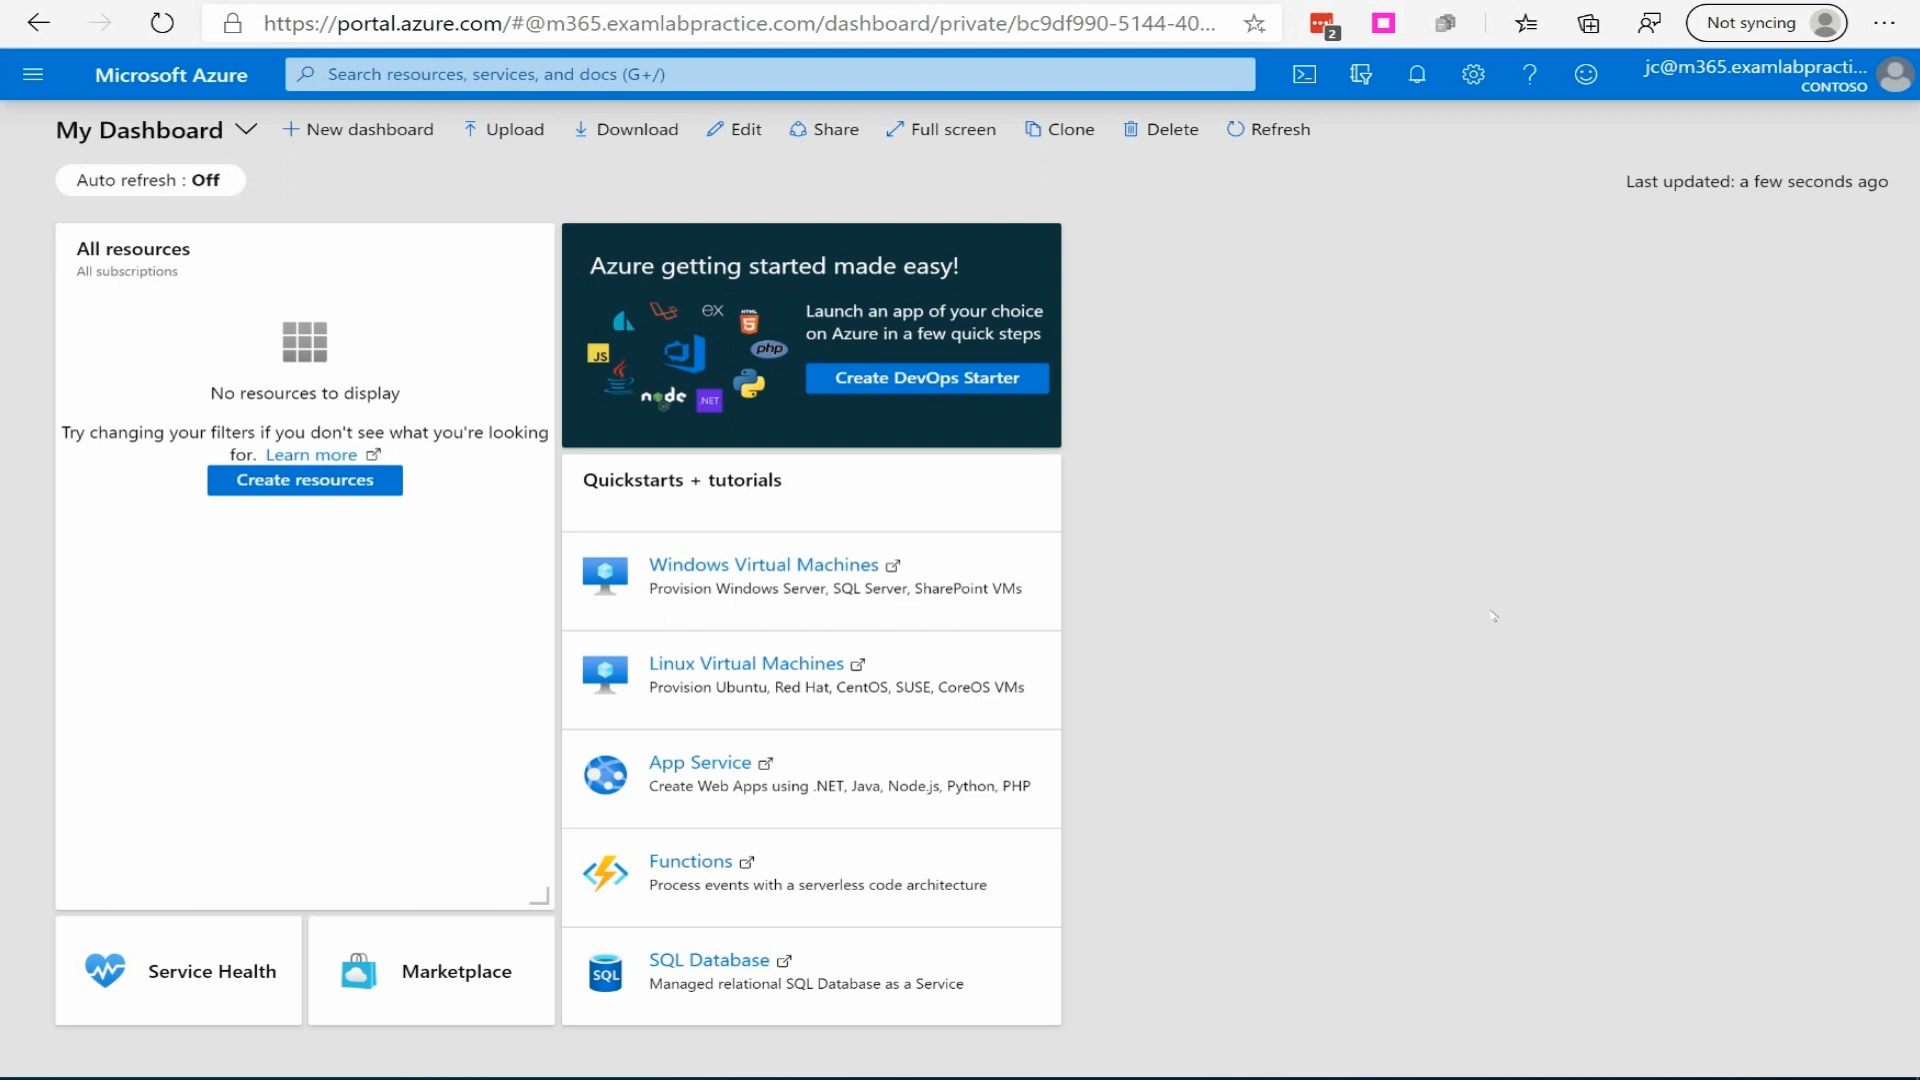 https://portal.azure.com/#@m365.examlabpractice.com/dashboard/private/bc9df990-5144-40...
2
Not syncing
Microsoft Azure
Search resources, services, and docs (G+/)
jc@m365.examlabpracti...
CONTOSO
My Dashboard
New dashboard
Upload
Download
Edit
Share
Full screen
Clone
Delete
Refresh
Auto refresh : Off
Last updated: a few seconds ago
All resources
All subscriptions
No resources to display
Try changing your filters if you don't see what you're looking
for. Learn more
Create resources
Service Health
Marketplace
Azure getting started made easy!
EX
HTML
5
JS
php
node
.NET
Launch an app of your choice
on Azure in a few quick steps
Create DevOps Starter
Quickstarts + tutorials
Windows Virtual Machines
Provision Windows Server, SQL Server, SharePoint VMs
Linux Virtual Machines
Provision Ubuntu, Red Hat, CentOS, SUSE, CoreOS VMs
App Service
Create Web Apps using .NET, Java, Node.js, Python, PHP
Functions
Process events with a serverless code architecture
SQL
SQL Database
Managed relational SQL Database as a Service